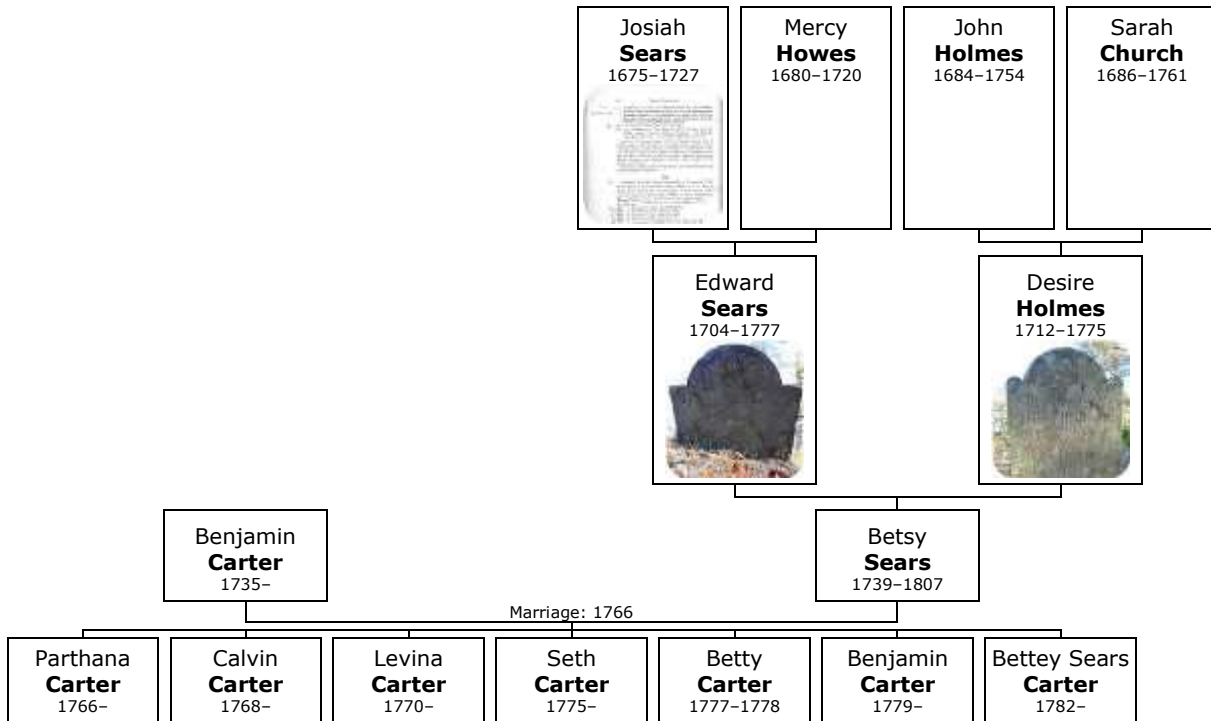 Josiah
Sears
1675–1727
Mercy
Howes
1680–1720
John
Holmes
1684–1754
Sarah
Church
1686–1761
Edward
Sears
1704–1777
Desire
Holmes
1712–1775
Benjamin
Carter
1735–
Betsy
Sears
1739–1807
Marriage: 1766
Parthana
Carter
1766–
Calvin
Carter
1768–
Levina
Carter
1770–
Seth
Carter
1775–
Betty
Carter
1777–1778
Benjamin
Carter
1779–
Bettey Sears
Carter
1782–